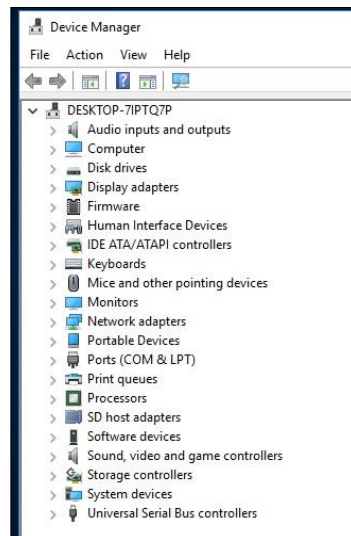 Device Manager
File Action View Help
DESKTOP-7IPTQ7P
Audio inputs and outputs
Computer
Disk drives
Display adapters
Firmware
Human Interface Devices
IDE ATA/ATAPI controllers
Keyboards
Mice and other pointing devices
Monitors
Network adapters
Portable Devices
Ports (COM & LPT)
Print queues
Processors
SD host adapters
Software devices
Sound, video and game controllers
Storage controllers
System devices
Universal Serial Bus controllers